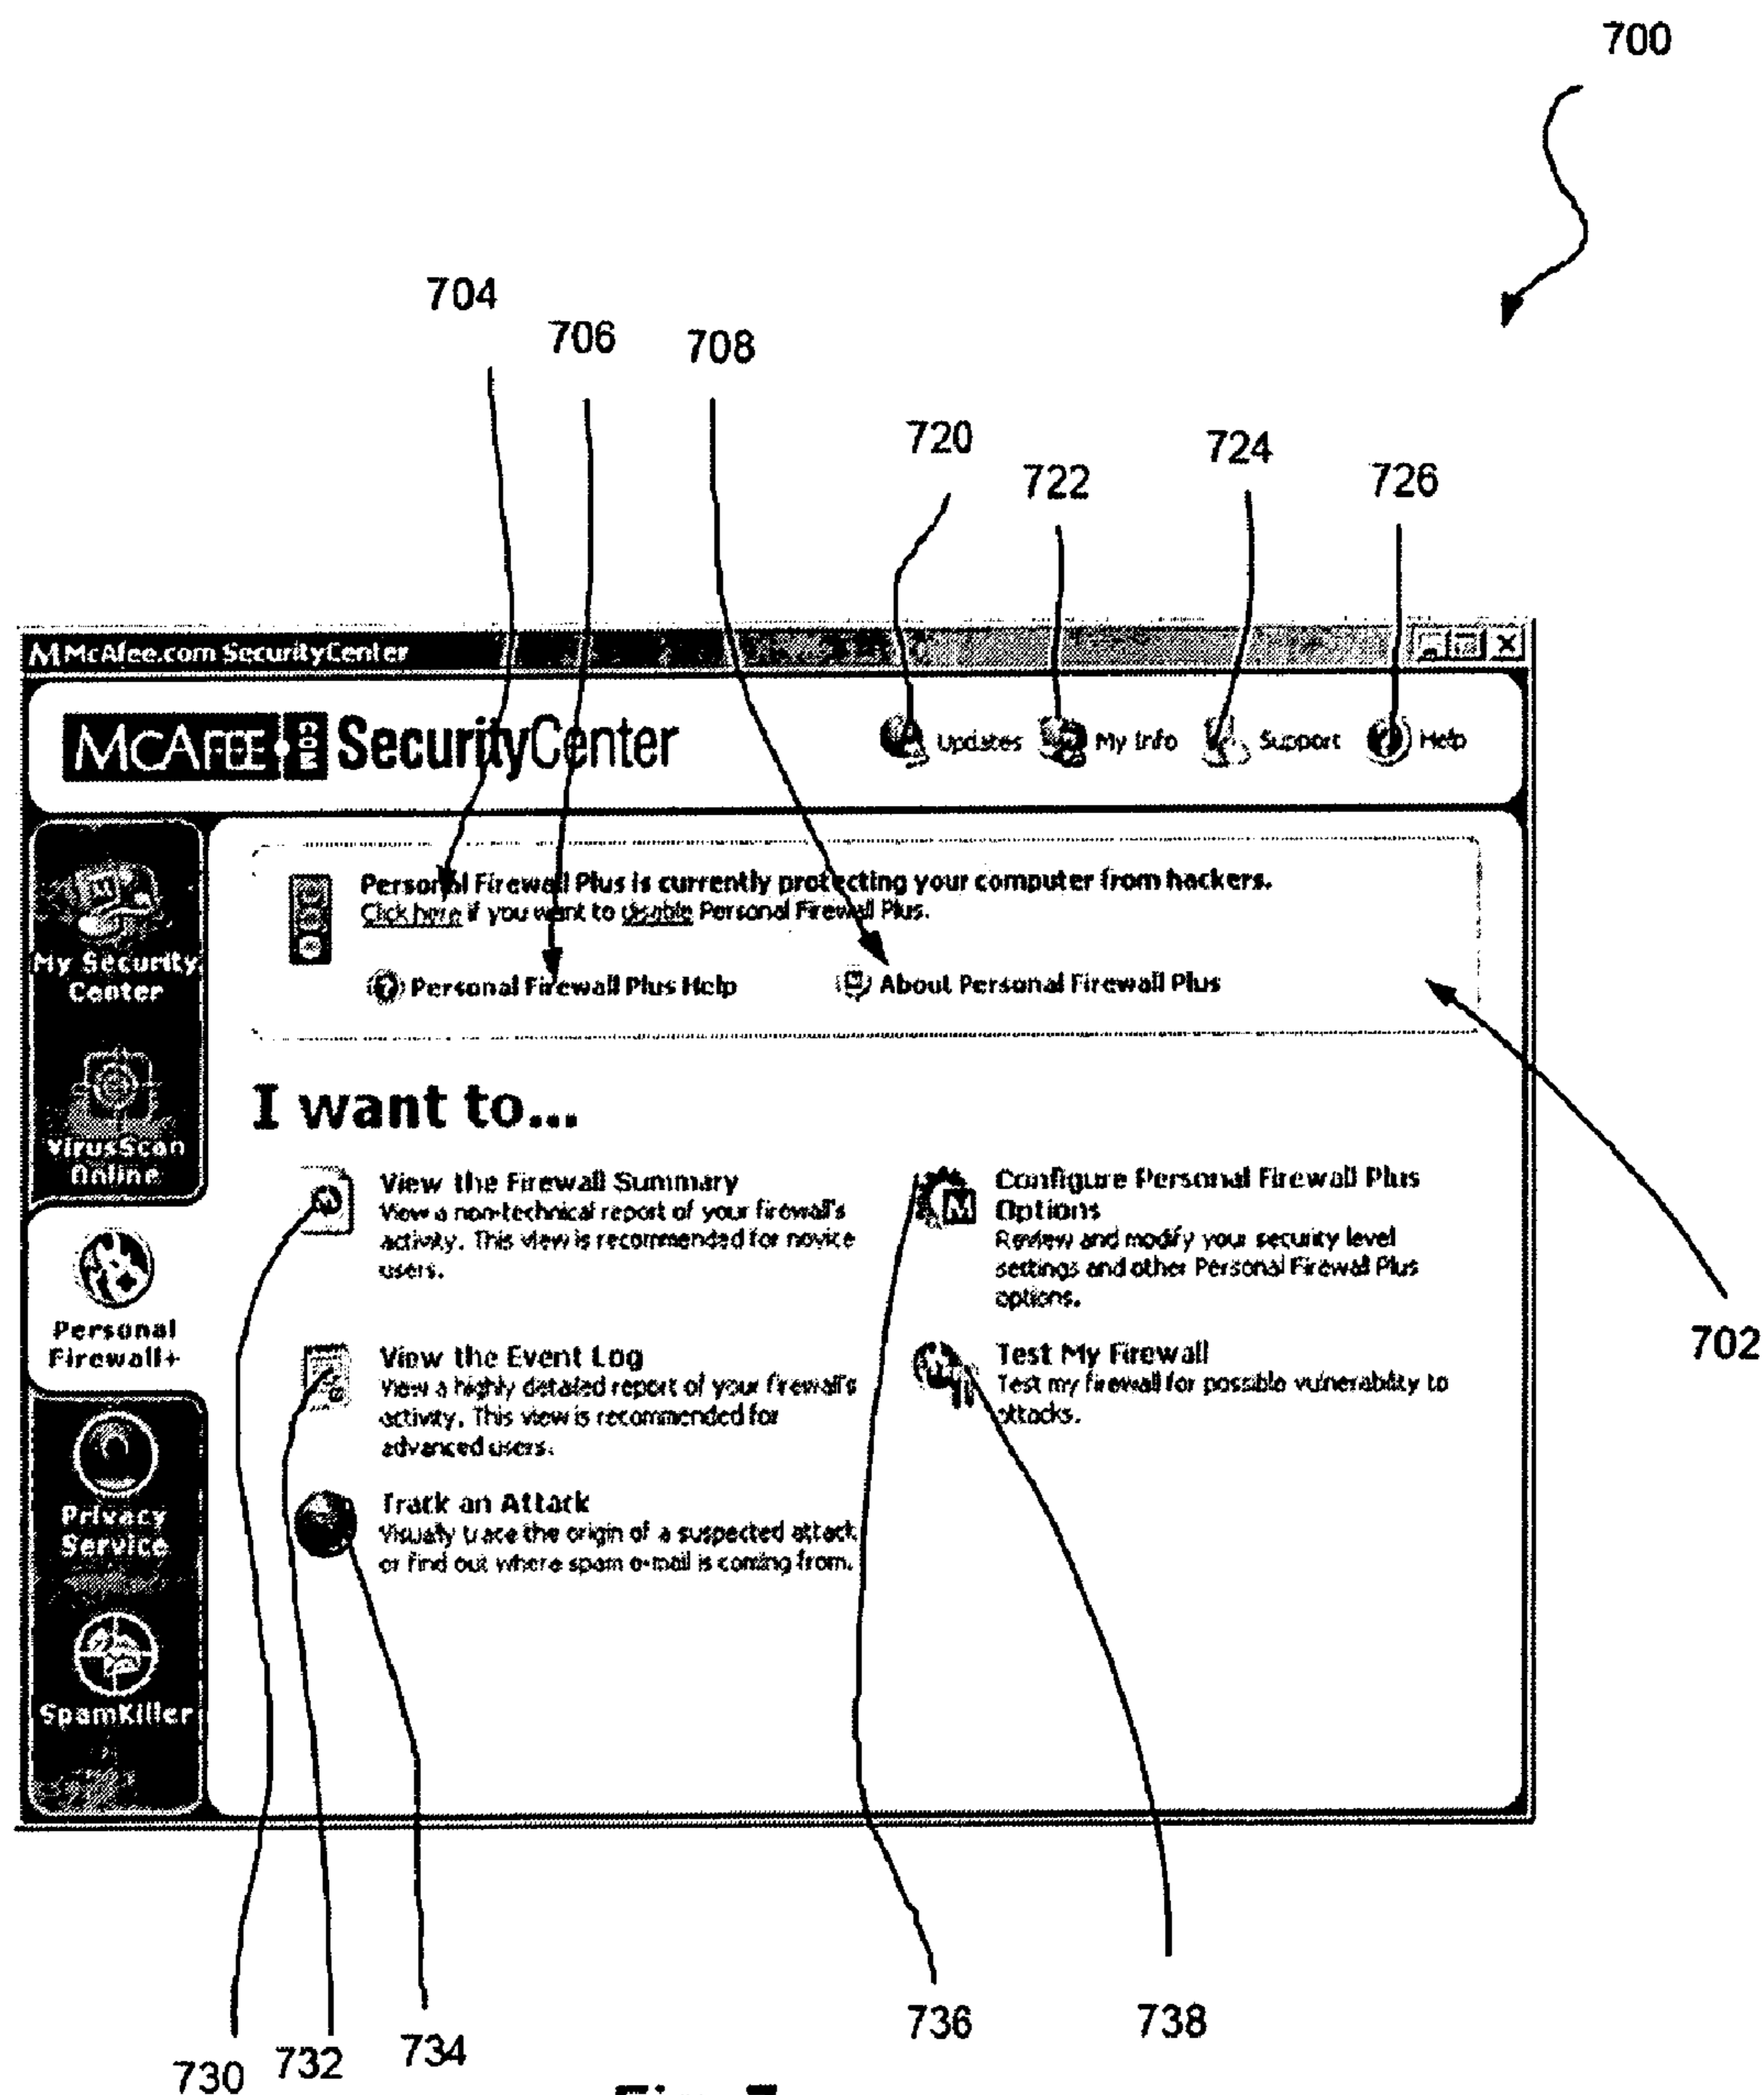 700
704
706
708
720
722
724
726
McAfee.com SecurityCenter
McAfee.com SecurityCenter
Updates
My Info
Support
Help
Personal Firewall Plus is currently protecting your computer from hackers.
Click here if you want to disable Personal Firewall Plus.
Personal Firewall Plus Help
About Personal Firewall Plus
My Security
Center
VirusScan
Online
Personal
Firewall+
Privacy
Service
SpamKiller
I want to...
View the Firewall Summary
View a non-technical report of your firewall's
activity. This view is recommended for novice
users.
View the Event Log
View a highly detailed report of your firewall's
activity. This view is recommended for
advanced users.
Track an Attack
Visually trace the origin of a suspected attack
or find out where spam e-mail is coming from.
Configure Personal Firewall Plus
Options
Review and modify your security level
settings and other Personal Firewall Plus
options.
Test My Firewall
Test my firewall for possible vulnerability to
attacks.
702
730
732
734
736
738